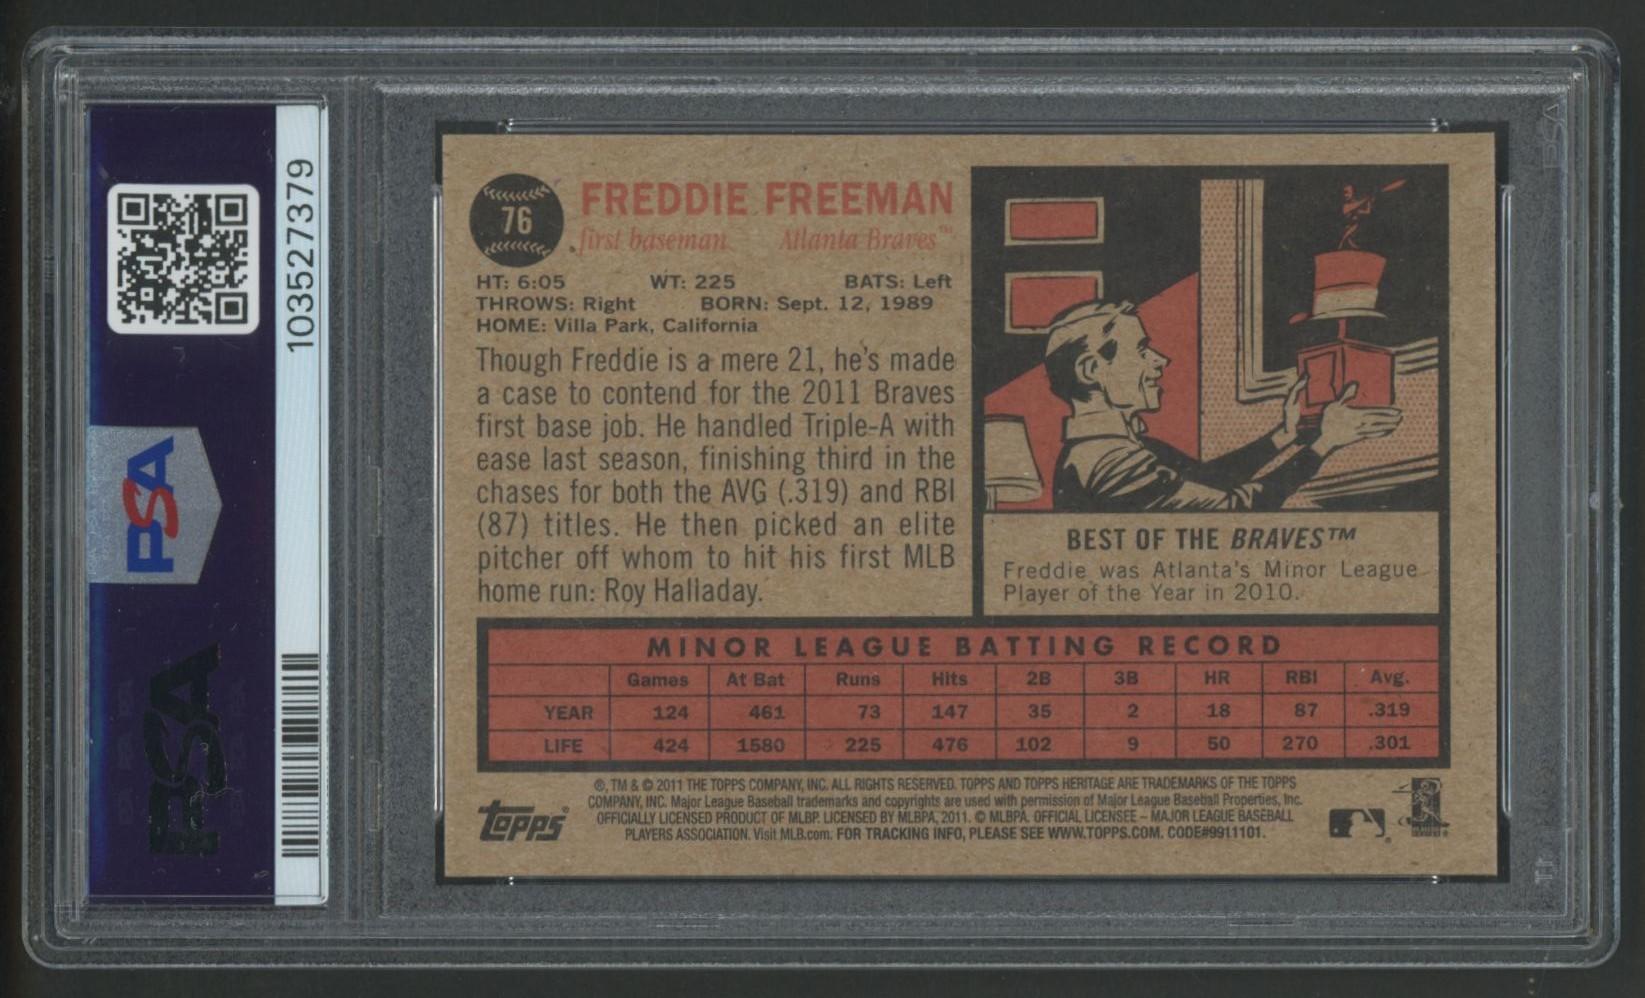 103527379
PSA
PSA
76
FREDDIE FREEMAN
first baseman Atlanta Braves™
HT: 6:05 WT: 225 BATS: Left
THROWS: Right BORN: Sept. 12, 1989
HOME: Villa Park, California
Though Freddie is a mere 21, he's made
a case to contend for the 2011 Braves
first base job. He handled Triple-A with
ease last season, finishing third in the
chases for both the AVG (.319) and RBI
(87) titles. He then picked an elite
pitcher off whom to hit his first MLB
home run: Roy Halladay.
BEST OF THE BRAVES™
Freddie was Atlanta's Minor League
Player of the Year in 2010.
MINOR LEAGUE BATTING RECORD
Games At Bat Runs Hits 2B 3B HR RBI Avg.
YEAR 124 461 73 147 35 2 18 87 .319
LIFE 424 1580 225 476 102 9 50 270 .301
Topps®
®, TM & © 2011 THE TOPPS COMPANY, INC. ALL RIGHTS RESERVED. TOPPS AND TOPPS HERITAGE ARE TRADEMARKS OF THE TOPPS
COMPANY, INC. Major League Baseball trademarks and copyrights are used with permission of Major League Baseball Properties, Inc.
OFFICIALLY LICENSED PRODUCT OF MLBP. LICENSED BY MLBPA, 2011. © MLBPA. OFFICIAL LICENSEE – MAJOR LEAGUE BASEBALL
PLAYERS ASSOCIATION. Visit MLB.com. FOR TRACKING INFO, PLEASE SEE WWW.TOPPS.COM. CODE#9911101.
PSA